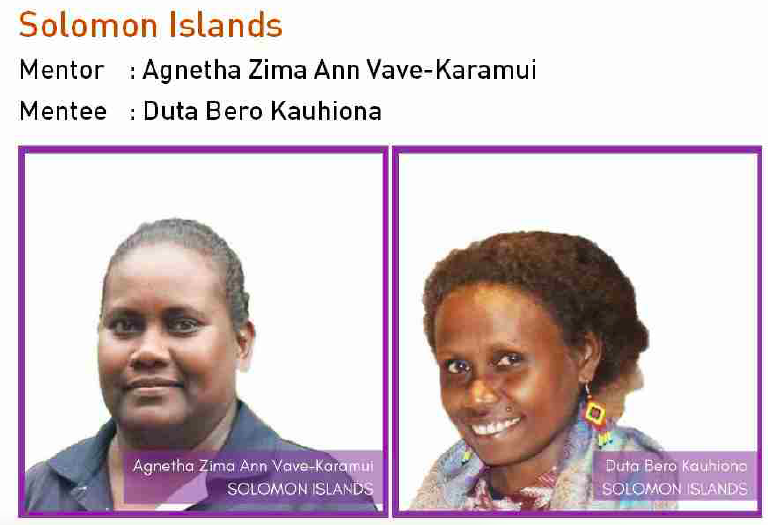 Solomon Islands
Mentor : Agnetha Zima Ann Vave-Karamui
Mentee : Duta Bero Kauhiona
Agnetha Zima Ann Vave-Karamui
SOLOMON ISLANDS
Duta Bero Kauhiona
SOLOMON ISLANDS